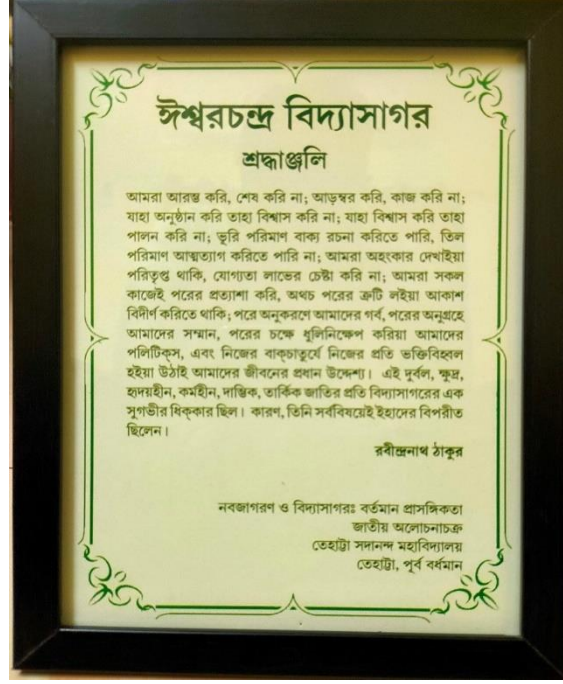 ঈশ্বরচন্দ্র বিদ্যাসাগর
শ্রদ্ধাঞ্জলি
আমরা আরম্ভ করি, শেষ করি না; আড়ম্বর করি, কাজ করি না;
যাহা অনুষ্ঠান করি তাহা বিশ্বাস করি না; যাহা বিশ্বাস করি তাহা
পালন করি না; ভূরি পরিমাণ বাক্য রচনা করিতে পারি, তিল
পরিমাণ আত্মত্যাগ করিতে পারি না; আমরা অহংকার দেখাইয়া
পরিতৃপ্ত থাকি, যোগ্যতা লাভের চেষ্টা করি না; আমরা সকল
কাজেই পরের প্রত্যাশা করি, অথচ পরের ত্রুটি লইয়া আকাশ
বিদীর্ণ করিতে থাকি; পরে অনুকরণে আমাদের গর্ব, পরের অনুগ্রহে
আমাদের সম্মান, পরের চক্ষে ধূলিনিক্ষেপ করিয়া আমাদের
পলিটিক্‌স, এবং নিজের বাক্‌চাতুর্যে নিজের প্রতি ভক্তিবিহ্বল
হইয়া উঠাই আমাদের জীবনের প্রধান উদ্দেশ্য। এই দুর্বল, ক্ষুদ্র,
হৃদয়হীন, কর্মহীন, দাম্ভিক, তার্কিক জাতির প্রতি বিদ্যাসাগরের এক
সুগভীর ধিক্‌কার ছিল। কারণ, তিনি সর্ববিষয়েই ইহাদের বিপরীত
ছিলেন।
রবীন্দ্রনাথ ঠাকুর
নবজাগরণ ও বিদ্যাসাগরঃ বর্তমান প্রাসঙ্গিকতা
জাতীয় অলোচনাচক্র
তেহাট্টা সদানন্দ মহাবিদ্যালয়
তেহাট্টা, পূর্ব বর্ধমান